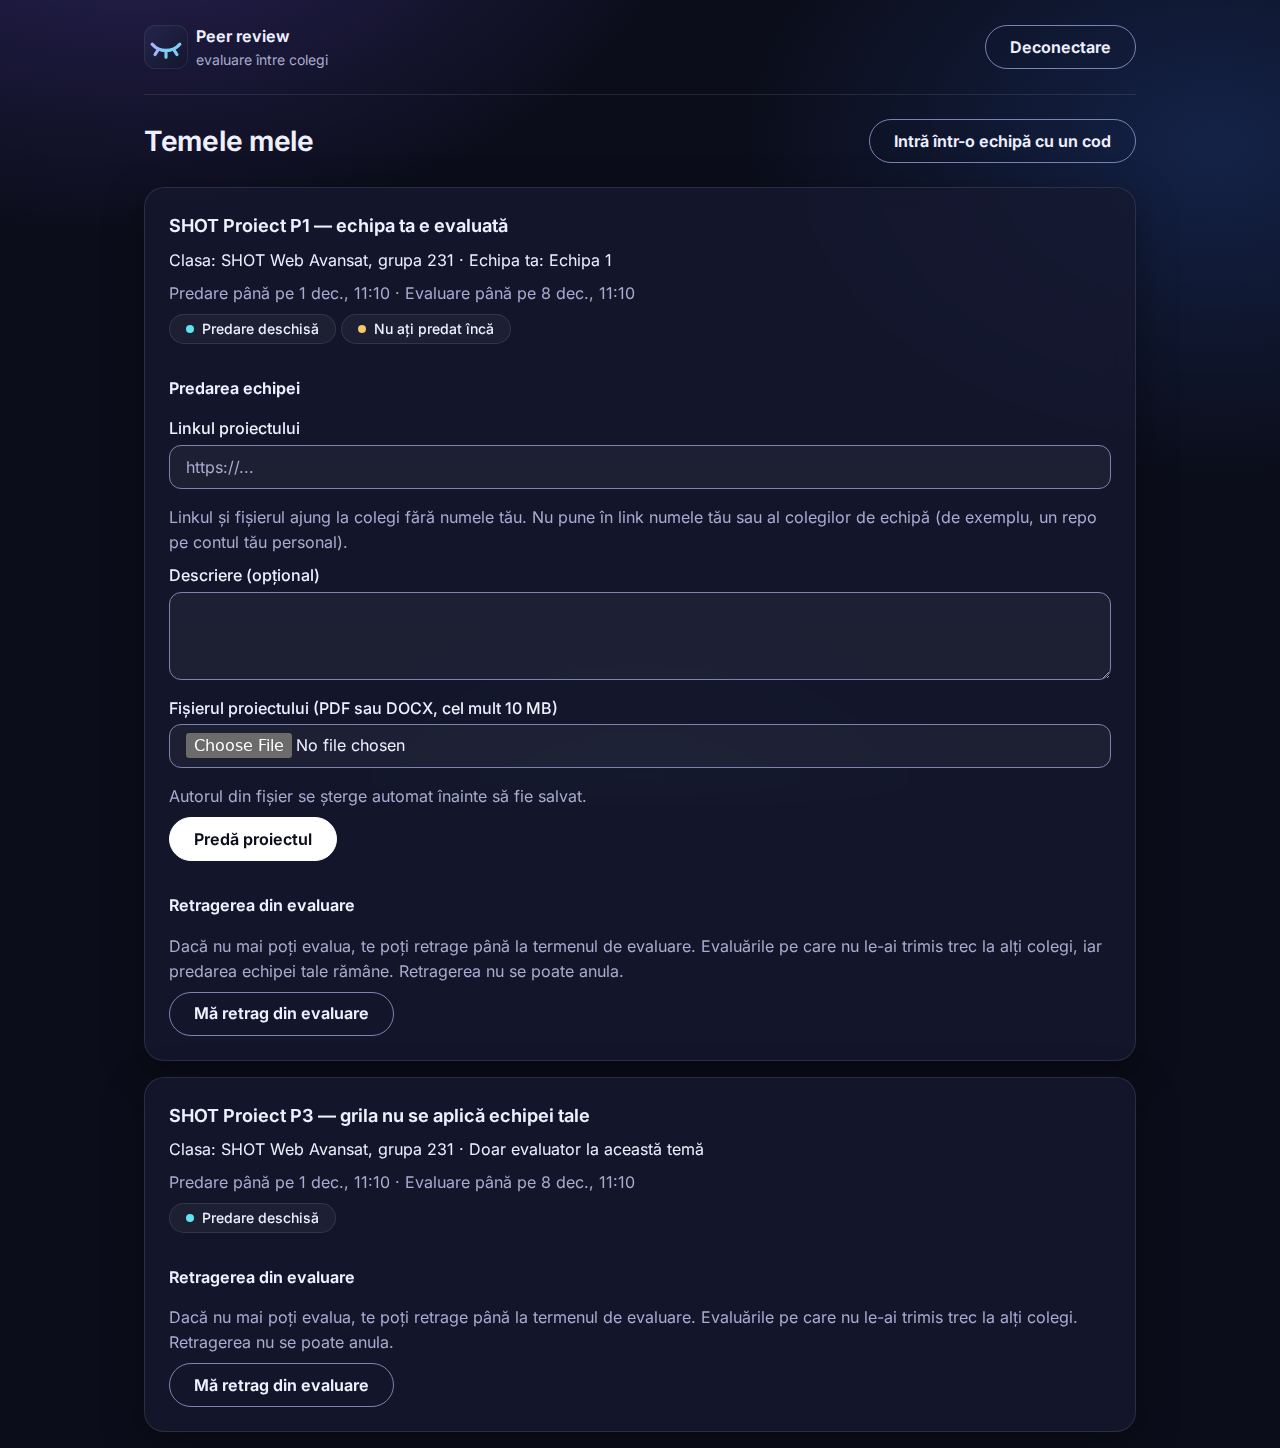 Peer review
evaluare între colegi
Deconectare
Temele mele
Intră într-o echipă cu un cod
SHOT Proiect P1 — echipa ta e evaluată
Clasa: SHOT Web Avansat, grupa 231 · Echipa ta: Echipa 1
Predare până pe 1 dec., 11:10 · Evaluare până pe 8 dec., 11:10
Predare deschisă
Nu ați predat încă
Predarea echipei
Linkul proiectului
https://...
Linkul și fișierul ajung la colegi fără numele tău. Nu pune în link numele tău sau al colegilor de echipă (de exemplu, un repo
pe contul tău personal).
Descriere (opțional)
Fișierul proiectului (PDF sau DOCX, cel mult 10 MB)
Choose File No file chosen
Autorul din fișier se șterge automat înainte să fie salvat.
Predă proiectul
Retragerea din evaluare
Dacă nu mai poți evalua, te poți retrage până la termenul de evaluare. Evaluările pe care nu le-ai trimis trec la alți colegi, iar
predarea echipei tale rămâne. Retragerea nu se poate anula.
Mă retrag din evaluare
SHOT Proiect P3 — grila nu se aplică echipei tale
Clasa: SHOT Web Avansat, grupa 231 · Doar evaluator la această temă
Predare până pe 1 dec., 11:10 · Evaluare până pe 8 dec., 11:10
Predare deschisă
Retragerea din evaluare
Dacă nu mai poți evalua, te poți retrage până la termenul de evaluare. Evaluările pe care nu le-ai trimis trec la alți colegi.
Retragerea nu se poate anula.
Mă retrag din evaluare